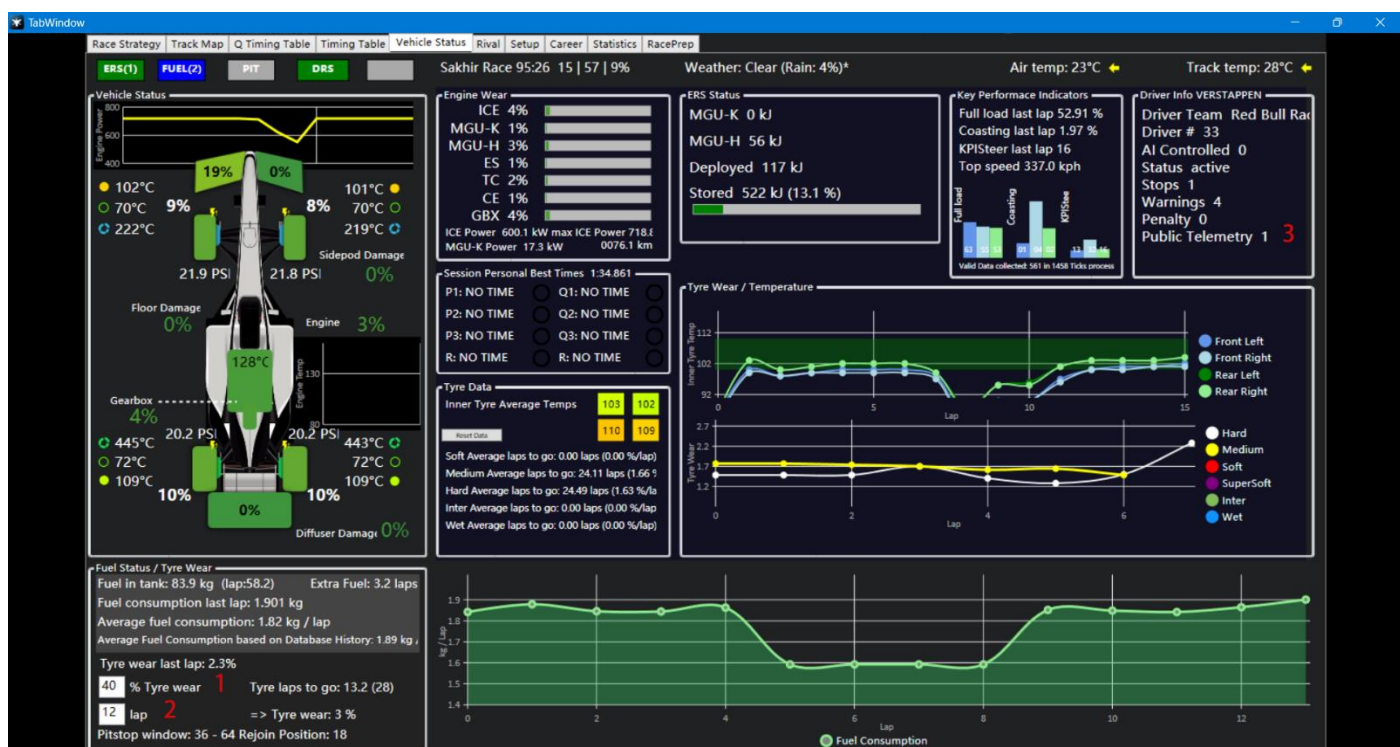 TabWindow
Race Strategy Track Map Q Timing Table Timing Table Vehicle Status Rival Setup Career Statistics RacePrep
ERS(1) FUEL(2) PIT DRS
Sakhir Race 95:26 15 | 57 | 9% Weather: Clear (Rain: 4%)* Air temp: 23°C Track temp: 28°C
Vehicle Status
Engine Power
800
600
400
19% 0%
102°C 101°C
70°C 9% 8% 70°C
222°C 219°C
21.9 PSI 21.8 PSI
Sidepod Damage
0%
Floor Damage
0%
Engine 3%
128°C
Engine Temp
130
80
Gearbox
4%
20.2 PSI 20.2 PSI
445°C 443°C
72°C 72°C
109°C 109°C
10% 10%
0%
Diffuser Damage 0%
Engine Wear
ICE 4%
MGU-K 1%
MGU-H 3%
ES 1%
TC 2%
CE 1%
GBX 4%
ICE Power 600.1 kW max ICE Power 718.8
MGU-K Power 17.3 kW 0076.1 km
ERS Status
MGU-K 0 kJ
MGU-H 56 kJ
Deployed 117 kJ
Stored 522 kJ (13.1 %)
Key Performace Indicators
Full load last lap 52.91 %
Coasting last lap 1.97 %
KPISteer last lap 16
Top speed 337.0 kph
Full load Coasting KPIStee
63 55 53 01 04 02 13 32 16
Valid Data collected: 561 in 1458 Ticks process
Driver Info VERSTAPPEN
Driver Team Red Bull Rac
Driver # 33
AI Controlled 0
Status active
Stops 1
Warnings 4
Penalty 0
Public Telemetry 1 3
Session Personal Best Times 1:34.861
P1: NO TIME Q1: NO TIME
P2: NO TIME Q2: NO TIME
P3: NO TIME Q3: NO TIME
R: NO TIME R: NO TIME
Tyre Data
Inner Tyre Average Temps 103 102
Reset Data 110 109
Soft Average laps to go: 0.00 laps (0.00 %/lap)
Medium Average laps to go: 24.11 laps (1.66 %
Hard Average laps to go: 24.49 laps (1.63 %/la
Inter Average laps to go: 0.00 laps (0.00 %/lap
Wet Average laps to go: 0.00 laps (0.00 %/lap)
Tyre Wear / Temperature
Inner Tyre Temp
112
102
92
0 5 10 15
Lap
Front Left
Front Right
Rear Left
Rear Right
Tyre Wear
2.7
2.2
1.7
1.2
0 2 4 6
Lap
Hard
Medium
Soft
SuperSoft
Inter
Wet
Fuel Status / Tyre Wear
Fuel in tank: 83.9 kg (lap:58.2) Extra Fuel: 3.2 laps
Fuel consumption last lap: 1.901 kg
Average fuel consumption: 1.82 kg / lap
Average Fuel Consumption based on Database History: 1.89 kg /
Tyre wear last lap: 2.3%
40 % Tyre wear 1 Tyre laps to go: 13.2 (28)
12 lap 2 => Tyre wear: 3 %
Pitstop window: 36 - 64 Rejoin Position: 18
kg / Lap
1.9
1.8
1.7
1.6
1.5
1.4
0 2 4 6 8 10 12
Lap
Fuel Consumption